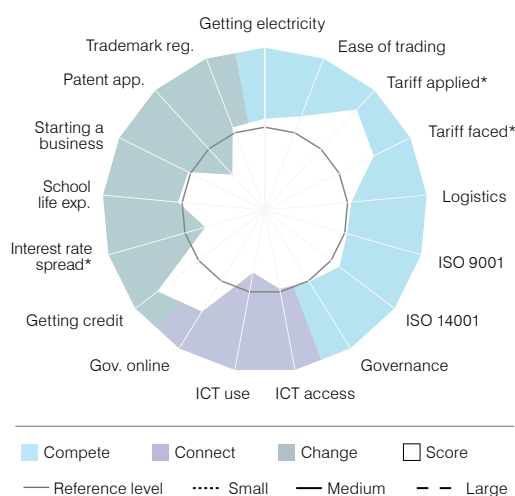 Getting electricity
Trademark reg.
Ease of trading
Patent app.
Tariff applied*
Starting a
business
Tariff faced*
School
life exp.
Logistics
Interest rate
spread*
ISO 9001
Getting credit
ISO 14001
Gov. online
Governance
ICT use
ICT access
Compete
Connect
Change
Score
Reference level
Small
Medium
Large